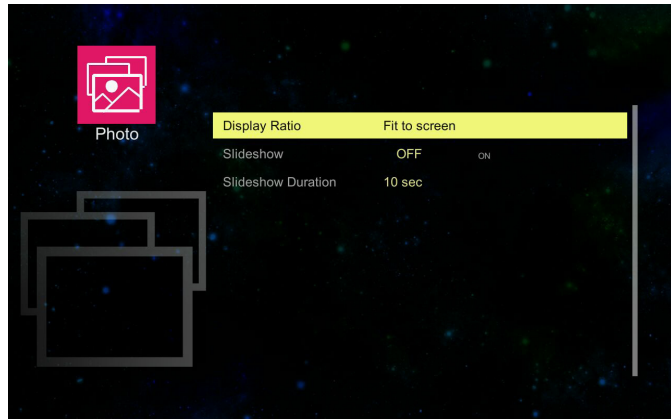 Photo
Display Ratio Fit to screen
Slideshow OFF ON
Slideshow Duration 10 sec